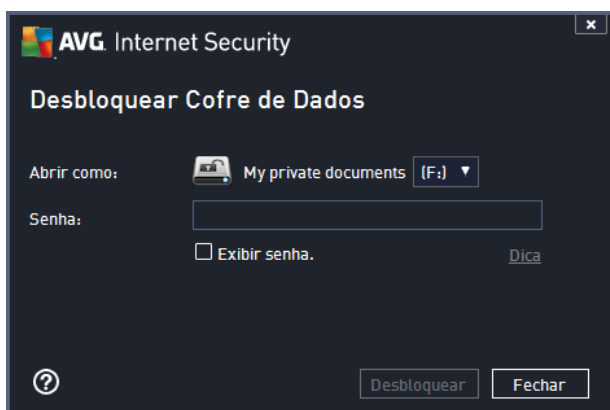 AVG. Internet Security
Desbloquear Cofre de Dados
Abrir como: My private documents (F:)
Senha:
Exibir senha.
Dica
Desbloquear Fechar